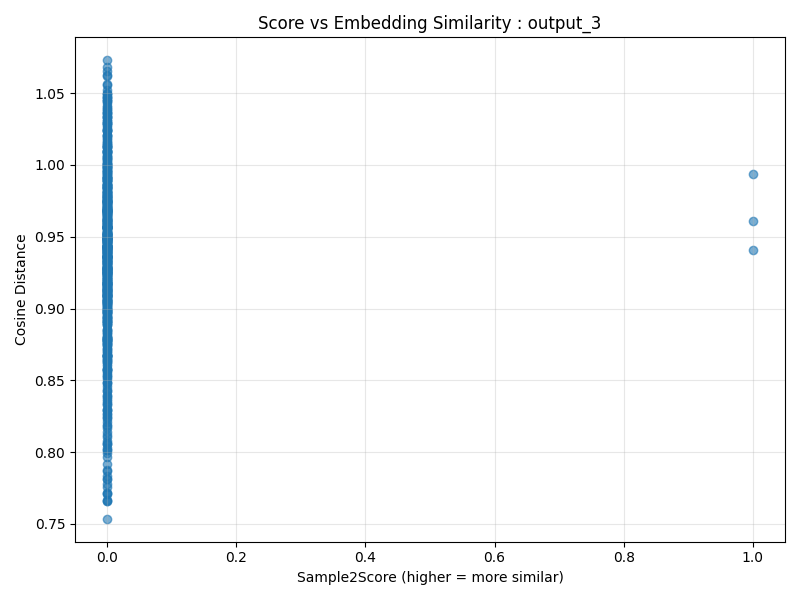 Score vs Embedding Similarity : output_3
1.05
1.00
0.95
0.90
0.85
0.80
0.75
Cosine Distance
0.0 0.2 0.4 0.6 0.8 1.0
Sample2Score (higher = more similar)